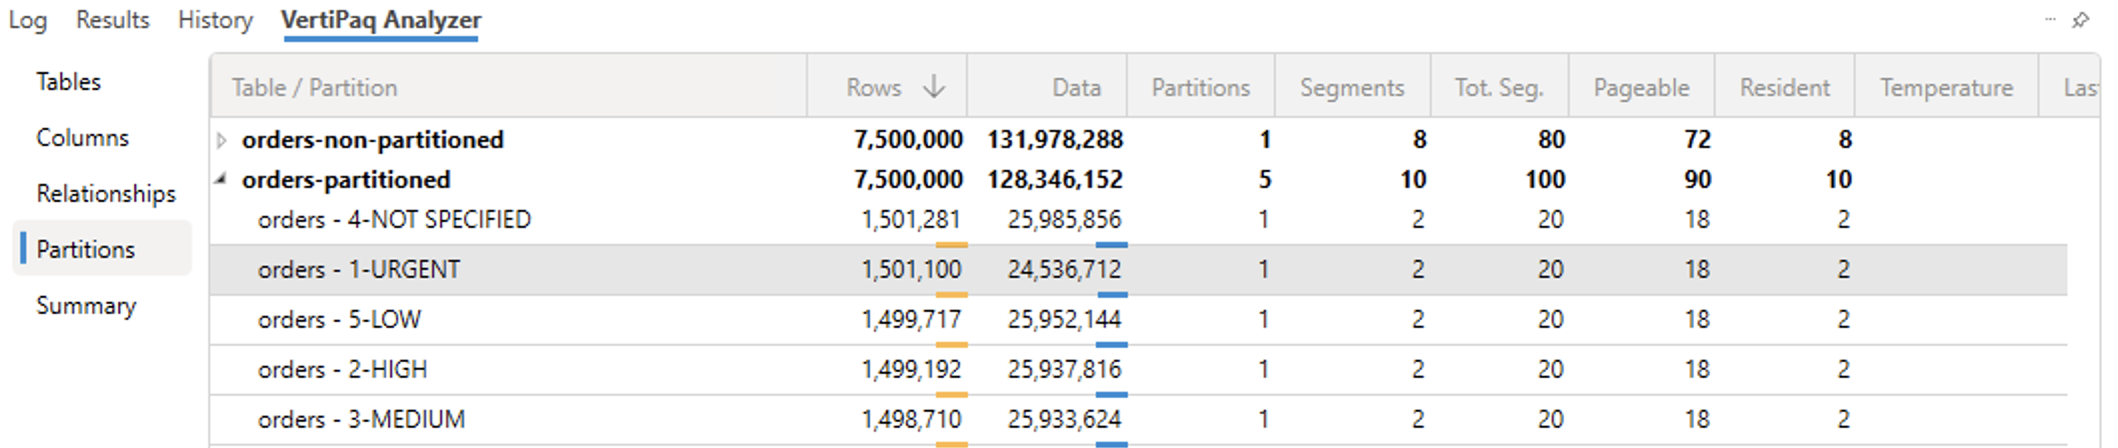 Log Results History VertiPaq Analyzer ...
Tables
Columns
Relationships
Partitions
Summary
Table / Partition Rows ↓ Data Partitions Segments Tot. Seg. Pageable Resident Temperature Las
orders-non-partitioned 7,500,000 131,978,288 1 8 80 72 8
orders-partitioned 7,500,000 128,346,152 5 10 100 90 10
orders - 4-NOT SPECIFIED 1,501,281 25,985,856 1 2 20 18 2
orders - 1-URGENT 1,501,100 24,536,712 1 2 20 18 2
orders - 5-LOW 1,499,717 25,952,144 1 2 20 18 2
orders - 2-HIGH 1,499,192 25,937,816 1 2 20 18 2
orders - 3-MEDIUM 1,498,710 25,933,624 1 2 20 18 2